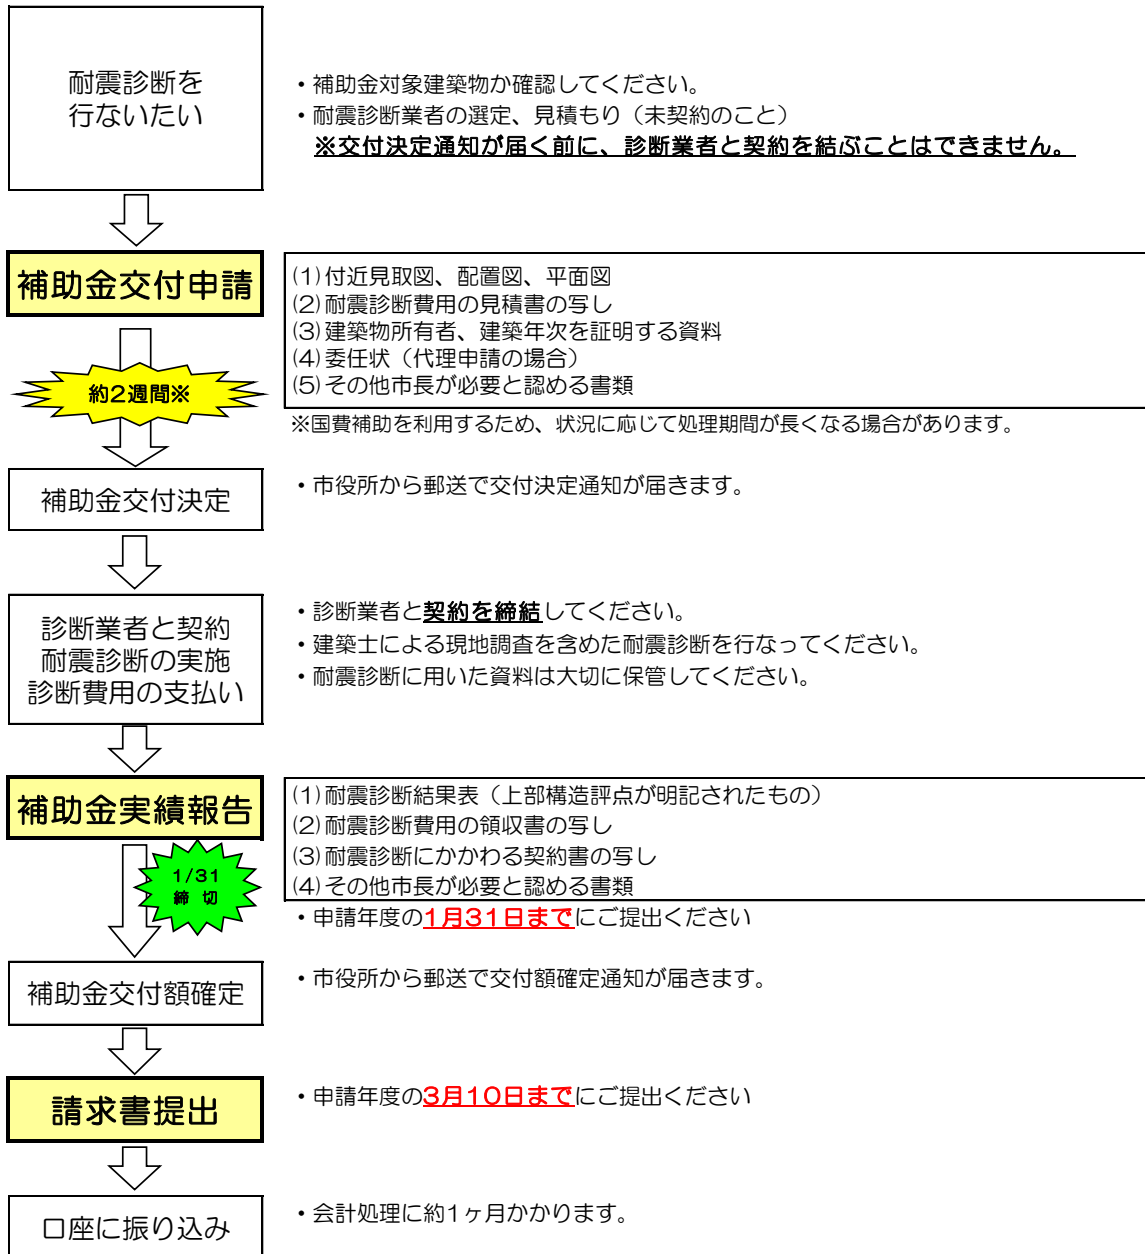 耐震診断を
行ないたい
・補助金対象建築物か確認してください。
・耐震診断業者の選定、見積もり（未契約のこと）
※交付決定通知が届く前に、診断業者と契約を結ぶことはできません。
補助金交付申請
(1)付近見取図、配置図、平面図
(2)耐震診断費用の見積書の写し
(3)建築物所有者、建築年次を証明する資料
(4)委任状（代理申請の場合）
(5)その他市長が必要と認める書類
約2週間※
※国費補助を利用するため、状況に応じて処理期間が長くなる場合があります。
補助金交付決定
・市役所から郵送で交付決定通知が届きます。
診断業者と契約
耐震診断の実施
診断費用の支払い
・診断業者と契約を締結してください。
・建築士による現地調査を含めた耐震診断を行なってください。
・耐震診断に用いた資料は大切に保管してください。
補助金実績報告
(1)耐震診断結果表（上部構造評点が明記されたもの）
(2)耐震診断費用の領収書の写し
(3)耐震診断にかかわる契約書の写し
(4)その他市長が必要と認める書類
1/31
締切
・申請年度の1月31日までにご提出ください
補助金交付額確定
・市役所から郵送で交付額確定通知が届きます。
請求書提出
・申請年度の3月10日までにご提出ください
口座に振り込み
・会計処理に約1ヶ月かかります。